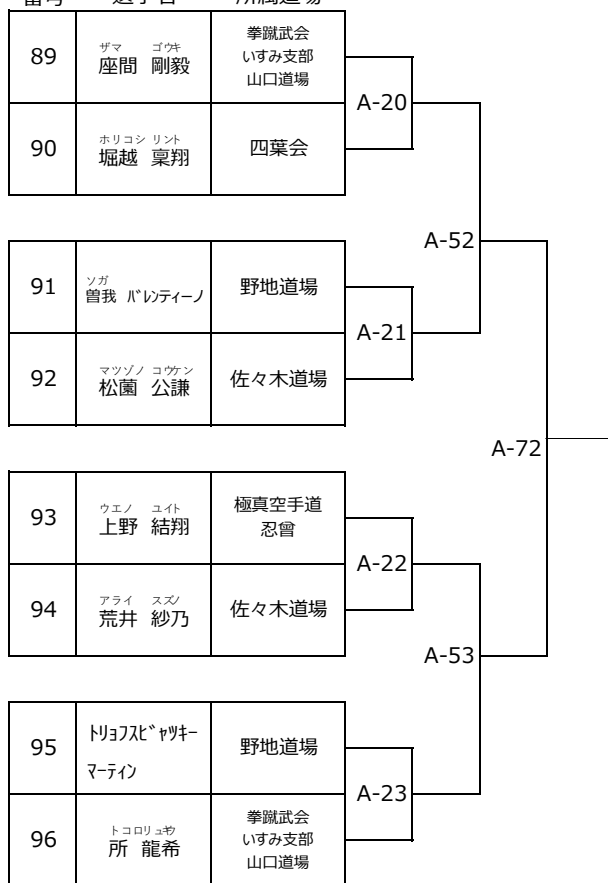 番号 選手名 所属道場
89
ザマ ゴウキ
座間 剛毅
拳蹴武会
いすみ支部
山口道場
A-20
90
ホリコシ リント
堀越 稟翔
四葉会
A-52
91
ソガ
曽我 バレンティーノ
野地道場
A-21
92
マツゾノ コウケン
松薗 公謙
佐々木道場
A-72
93
ウエノ ユイト
上野 結翔
極真空手道
忍曾
A-22
94
アライ スズノ
荒井 紗乃
佐々木道場
A-53
95
トリョフスビャツキー
マーティン
野地道場
A-23
96
トコロリュウキ
所 龍希
拳蹴武会
いすみ支部
山口道場